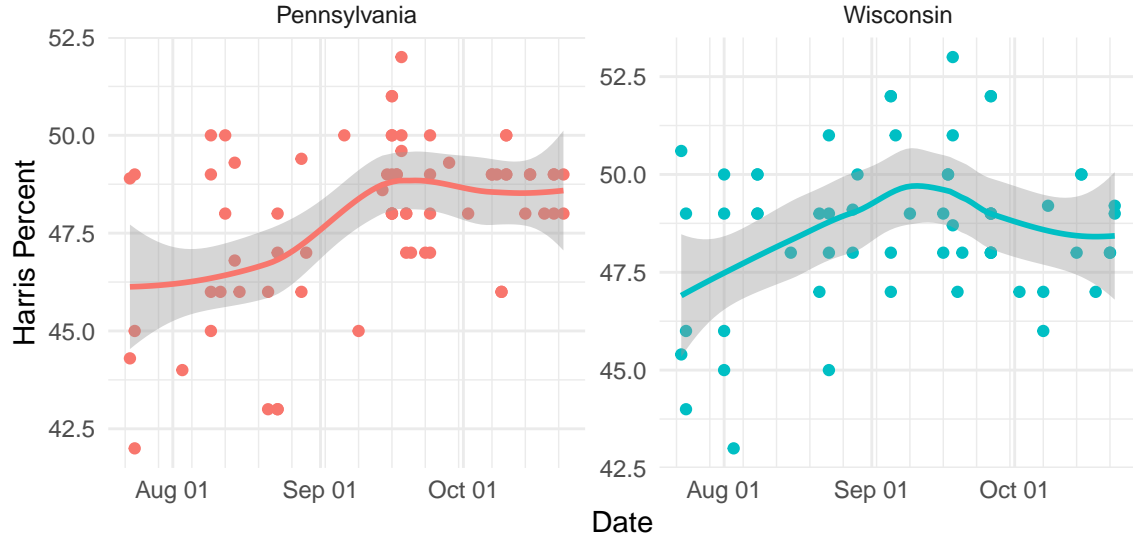 Pennsylvania
Wisconsin
Harris Percent
52.5
50.0
47.5
45.0
42.5
52.5
50.0
47.5
45.0
42.5
Aug 01
Sep 01
Oct 01
Aug 01
Sep 01
Oct 01
Date